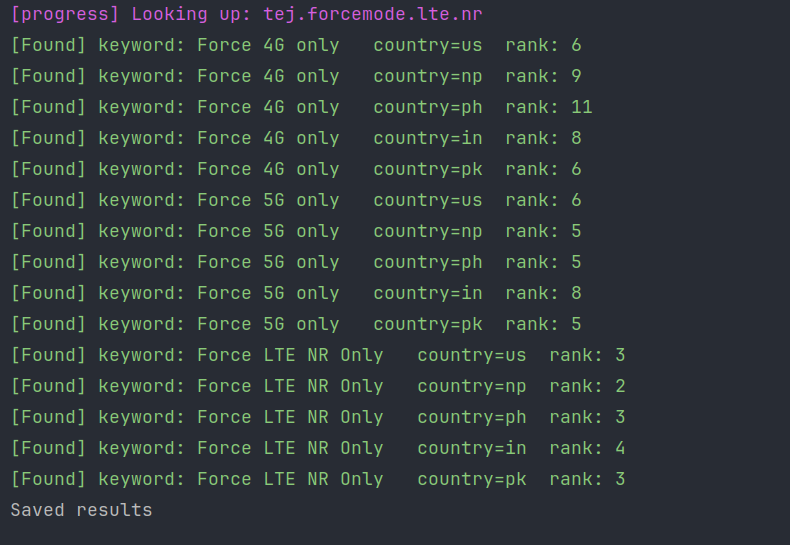 [progress] Looking up: tej.forcemode.lte.nr
[Found] keyword: Force 4G only   country=us  rank: 6
[Found] keyword: Force 4G only   country=np  rank: 9
[Found] keyword: Force 4G only   country=ph  rank: 11
[Found] keyword: Force 4G only   country=in  rank: 8
[Found] keyword: Force 4G only   country=pk  rank: 6
[Found] keyword: Force 5G only   country=us  rank: 6
[Found] keyword: Force 5G only   country=np  rank: 5
[Found] keyword: Force 5G only   country=ph  rank: 5
[Found] keyword: Force 5G only   country=in  rank: 8
[Found] keyword: Force 5G only   country=pk  rank: 5
[Found] keyword: Force LTE NR Only   country=us  rank: 3
[Found] keyword: Force LTE NR Only   country=np  rank: 2
[Found] keyword: Force LTE NR Only   country=ph  rank: 3
[Found] keyword: Force LTE NR Only   country=in  rank: 4
[Found] keyword: Force LTE NR Only   country=pk  rank: 3
Saved results